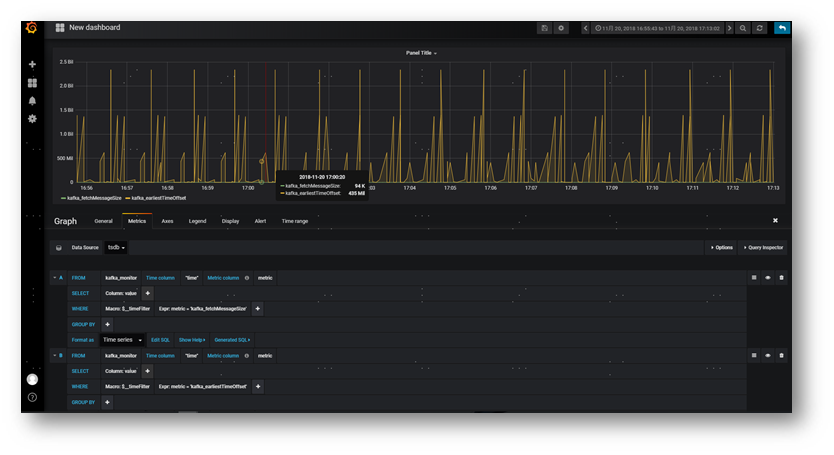 New dashboard
11月 20, 2018 16:55:43 to 11月 20, 2018 17:13:02
Panel Title
2.5 Bil
2.0 Bil
1.5 Bil
1.0 Bil
500 Mil
0
16:56 16:57 16:58 16:59 17:00 17:03 17:04 17:05 17:06 17:07 17:08 17:09 17:10 17:11 17:12 17:13
2018-11-20 17:00:20
kafka_fetchMessageSize: 94 K
kafka_earliestTimeOffset: 435 Mil
kafka_fetchMessageSize kafka_earliestTimeOffset
Graph General Metrics Axes Legend Display Alert Time range
Data Source tsdb Options Query Inspector
A FROM kafka_monitor Time column "time" Metric column metric
SELECT Column: value +
WHERE Macro: $__timeFilter Expr: metric = 'kafka_fetchMessageSize' +
GROUP BY +
Format as Time series Edit SQL Show Help Generated SQL
B FROM kafka_monitor Time column "time" Metric column metric
SELECT Column: value +
WHERE Macro: $__timeFilter Expr: metric = 'kafka_earliestTimeOffset' +
GROUP BY +